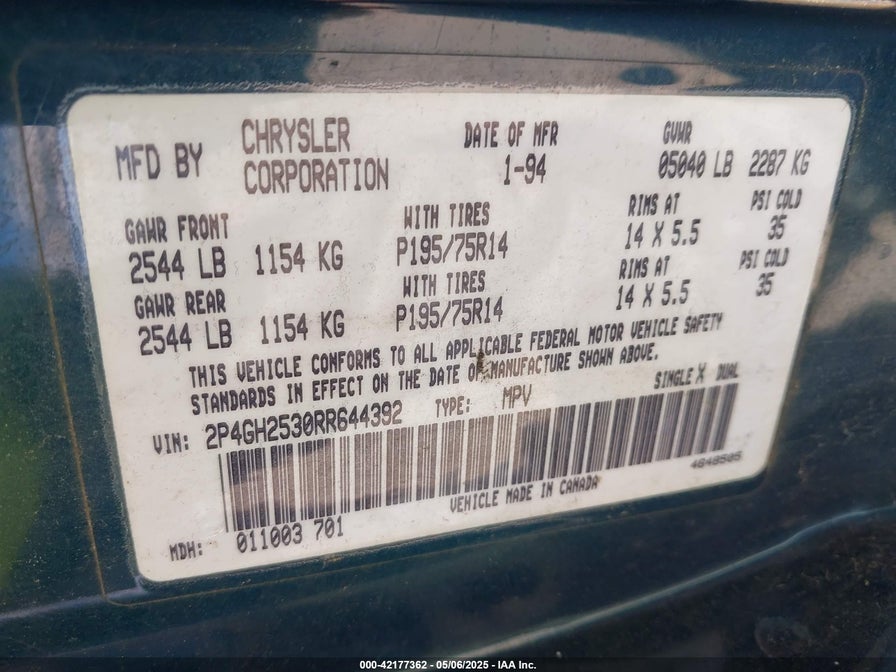 MFD BY CHRYSLER CORPORATION DATE OF MFR 1-94 GVWR 05040 LB 2287 KG
GAWR FRONT WITH TIRES RIMS AT PSI COLD
2544 LB 1154 KG P195/75R14 14 X 5.5 35
GAWR REAR WITH TIRES RIMS AT PSI COLD
2544 LB 1154 KG P195/75R14 14 X 5.5 35
THIS VEHICLE CONFORMS TO ALL APPLICABLE FEDERAL MOTOR VEHICLE SAFETY
STANDARDS IN EFFECT ON THE DATE OF MANUFACTURE SHOWN ABOVE.
VIN: 2P4GH2530RR644392 TYPE: MPV SINGLE X DUAL
4648505
VEHICLE MADE IN CANADA
MDH: 011003 701
000-42177362 - 05/06/2025 - IAA Inc.